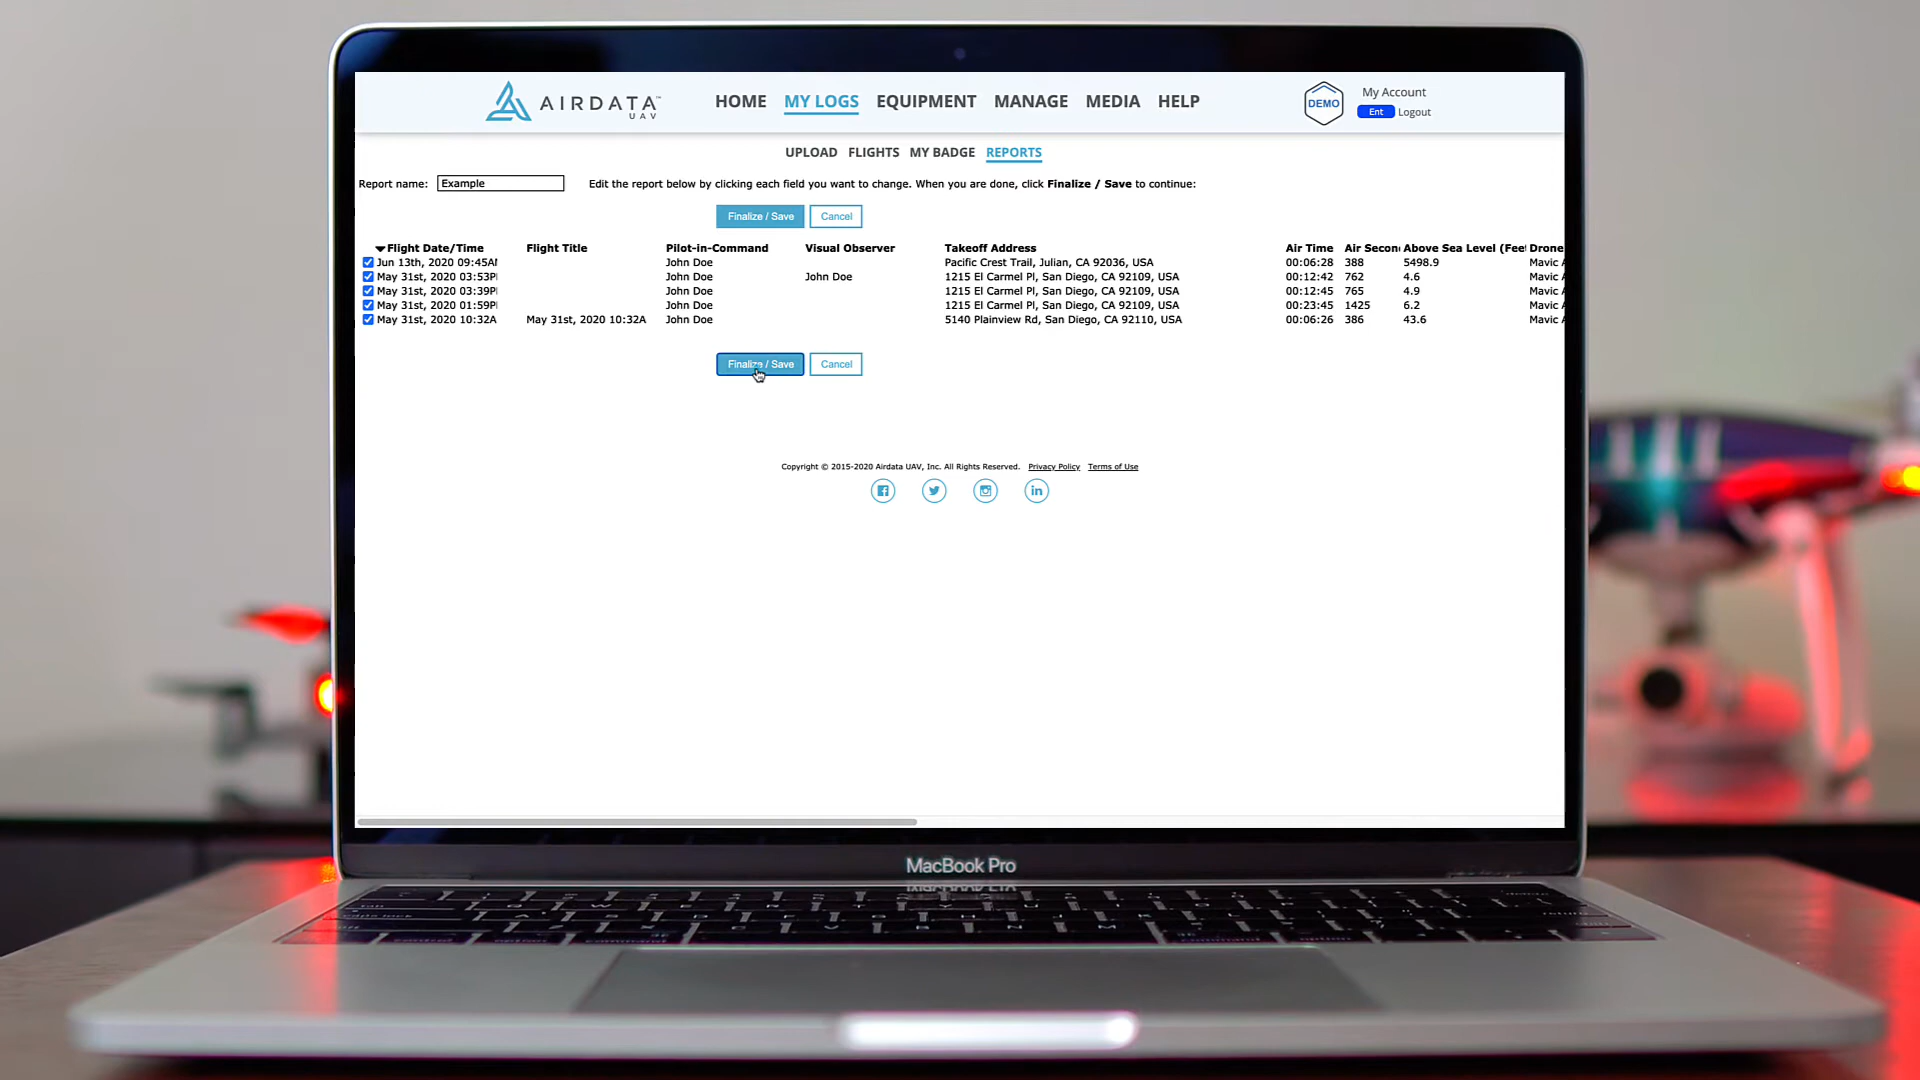 AIRDATA
UAV
HOME MY LOGS EQUIPMENT MANAGE MEDIA HELP
DEMO
My Account
Ent Logout
UPLOAD FLIGHTS MY BADGE REPORTS
Report name: Example Edit the report below by clicking each field you want to change. When you are done, click Finalize / Save to continue:
Finalize / Save Cancel
Flight Date/Time Flight Title Pilot-in-Command Visual Observer Takeoff Address Air Time Air Secon Above Sea Level (Feet Drone
Jun 13th, 2020 09:45AM John Doe Pacific Crest Trail, Julian, CA 92036, USA 00:06:28 388 5498.9 Mavic
May 31st, 2020 03:53P John Doe John Doe 1215 El Carmel Pl, San Diego, CA 92109, USA 00:12:42 762 4.6 Mavic
May 31st, 2020 03:39P John Doe 1215 El Carmel Pl, San Diego, CA 92109, USA 00:12:45 765 4.9 Mavic
May 31st, 2020 01:59P John Doe 1215 El Carmel Pl, San Diego, CA 92109, USA 00:23:45 1425 6.2 Mavic
May 31st, 2020 10:32A May 31st, 2020 10:32A John Doe 5140 Plainview Rd, San Diego, CA 92110, USA 00:06:26 386 43.6 Mavic
Finalize / Save Cancel
Copyright © 2015-2020 Airdata UAV, Inc. All Rights Reserved. Privacy Policy Terms of Use
MacBook Pro